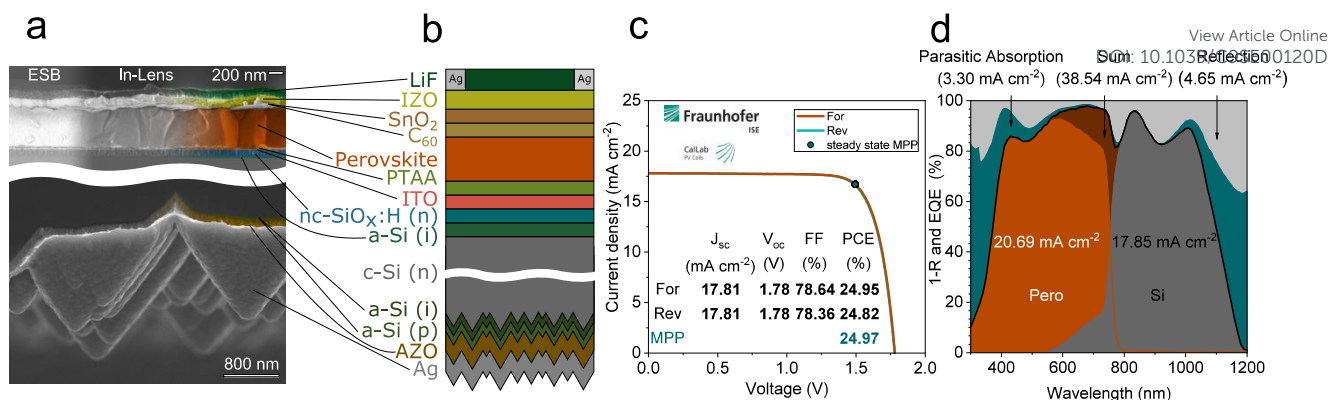 a
b
c
d
View Article Online
DOI: 10.1039/C9SE00120D
ESB
In-Lens
200 nm
LiF
IZO
SnO₂
C₆₀
Perovskite
PTAA
ITO
nc-SiOₓ:H (n)
a-Si (i)
c-Si (n)
a-Si (i)
a-Si (p)
AZO
Ag
800 nm
Ag
Ag
Current density (mA cm⁻²)
25
20
15
10
5
0
0.0
0.5
1.0
1.5
2.0
Voltage (V)
Fraunhofer
ISE
CalLab
PV Cells
For
Rev
steady state MPP
Jsc Voc FF PCE
(mA cm⁻²) (V) (%) (%)
For 17.81 1.78 78.64 24.95
Rev 17.81 1.78 78.36 24.82
MPP 24.97
Parasitic Absorption
(3.30 mA cm⁻²)
Sum
(38.54 mA cm⁻²)
Reflection
(4.65 mA cm⁻²)
1-R and EQE (%)
100
80
60
40
20
0
20.69 mA cm⁻²
17.85 mA cm⁻²
Pero
Si
400
600
800
1000
1200
Wavelength (nm)